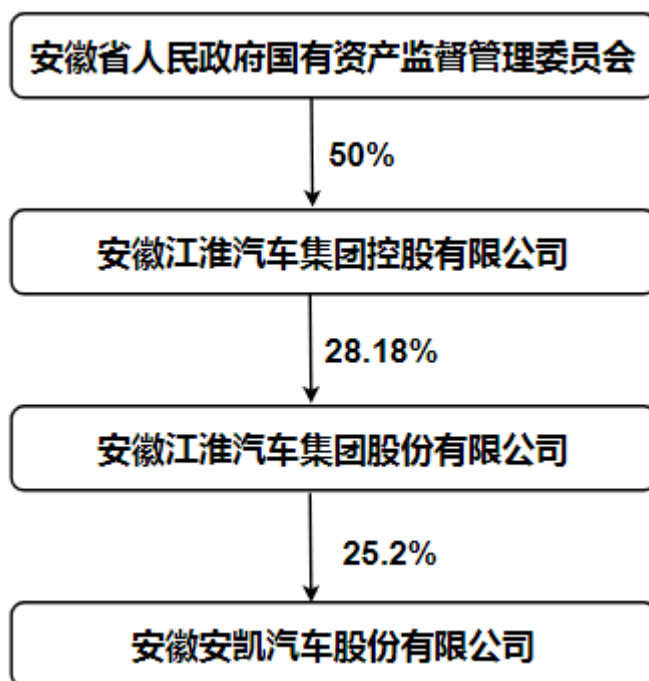 安徽省人民政府国有资产监督管理委员会
50%
安徽江淮汽车集团控股有限公司
28.18%
安徽江淮汽车集团股份有限公司
25.2%
安徽安凯汽车股份有限公司